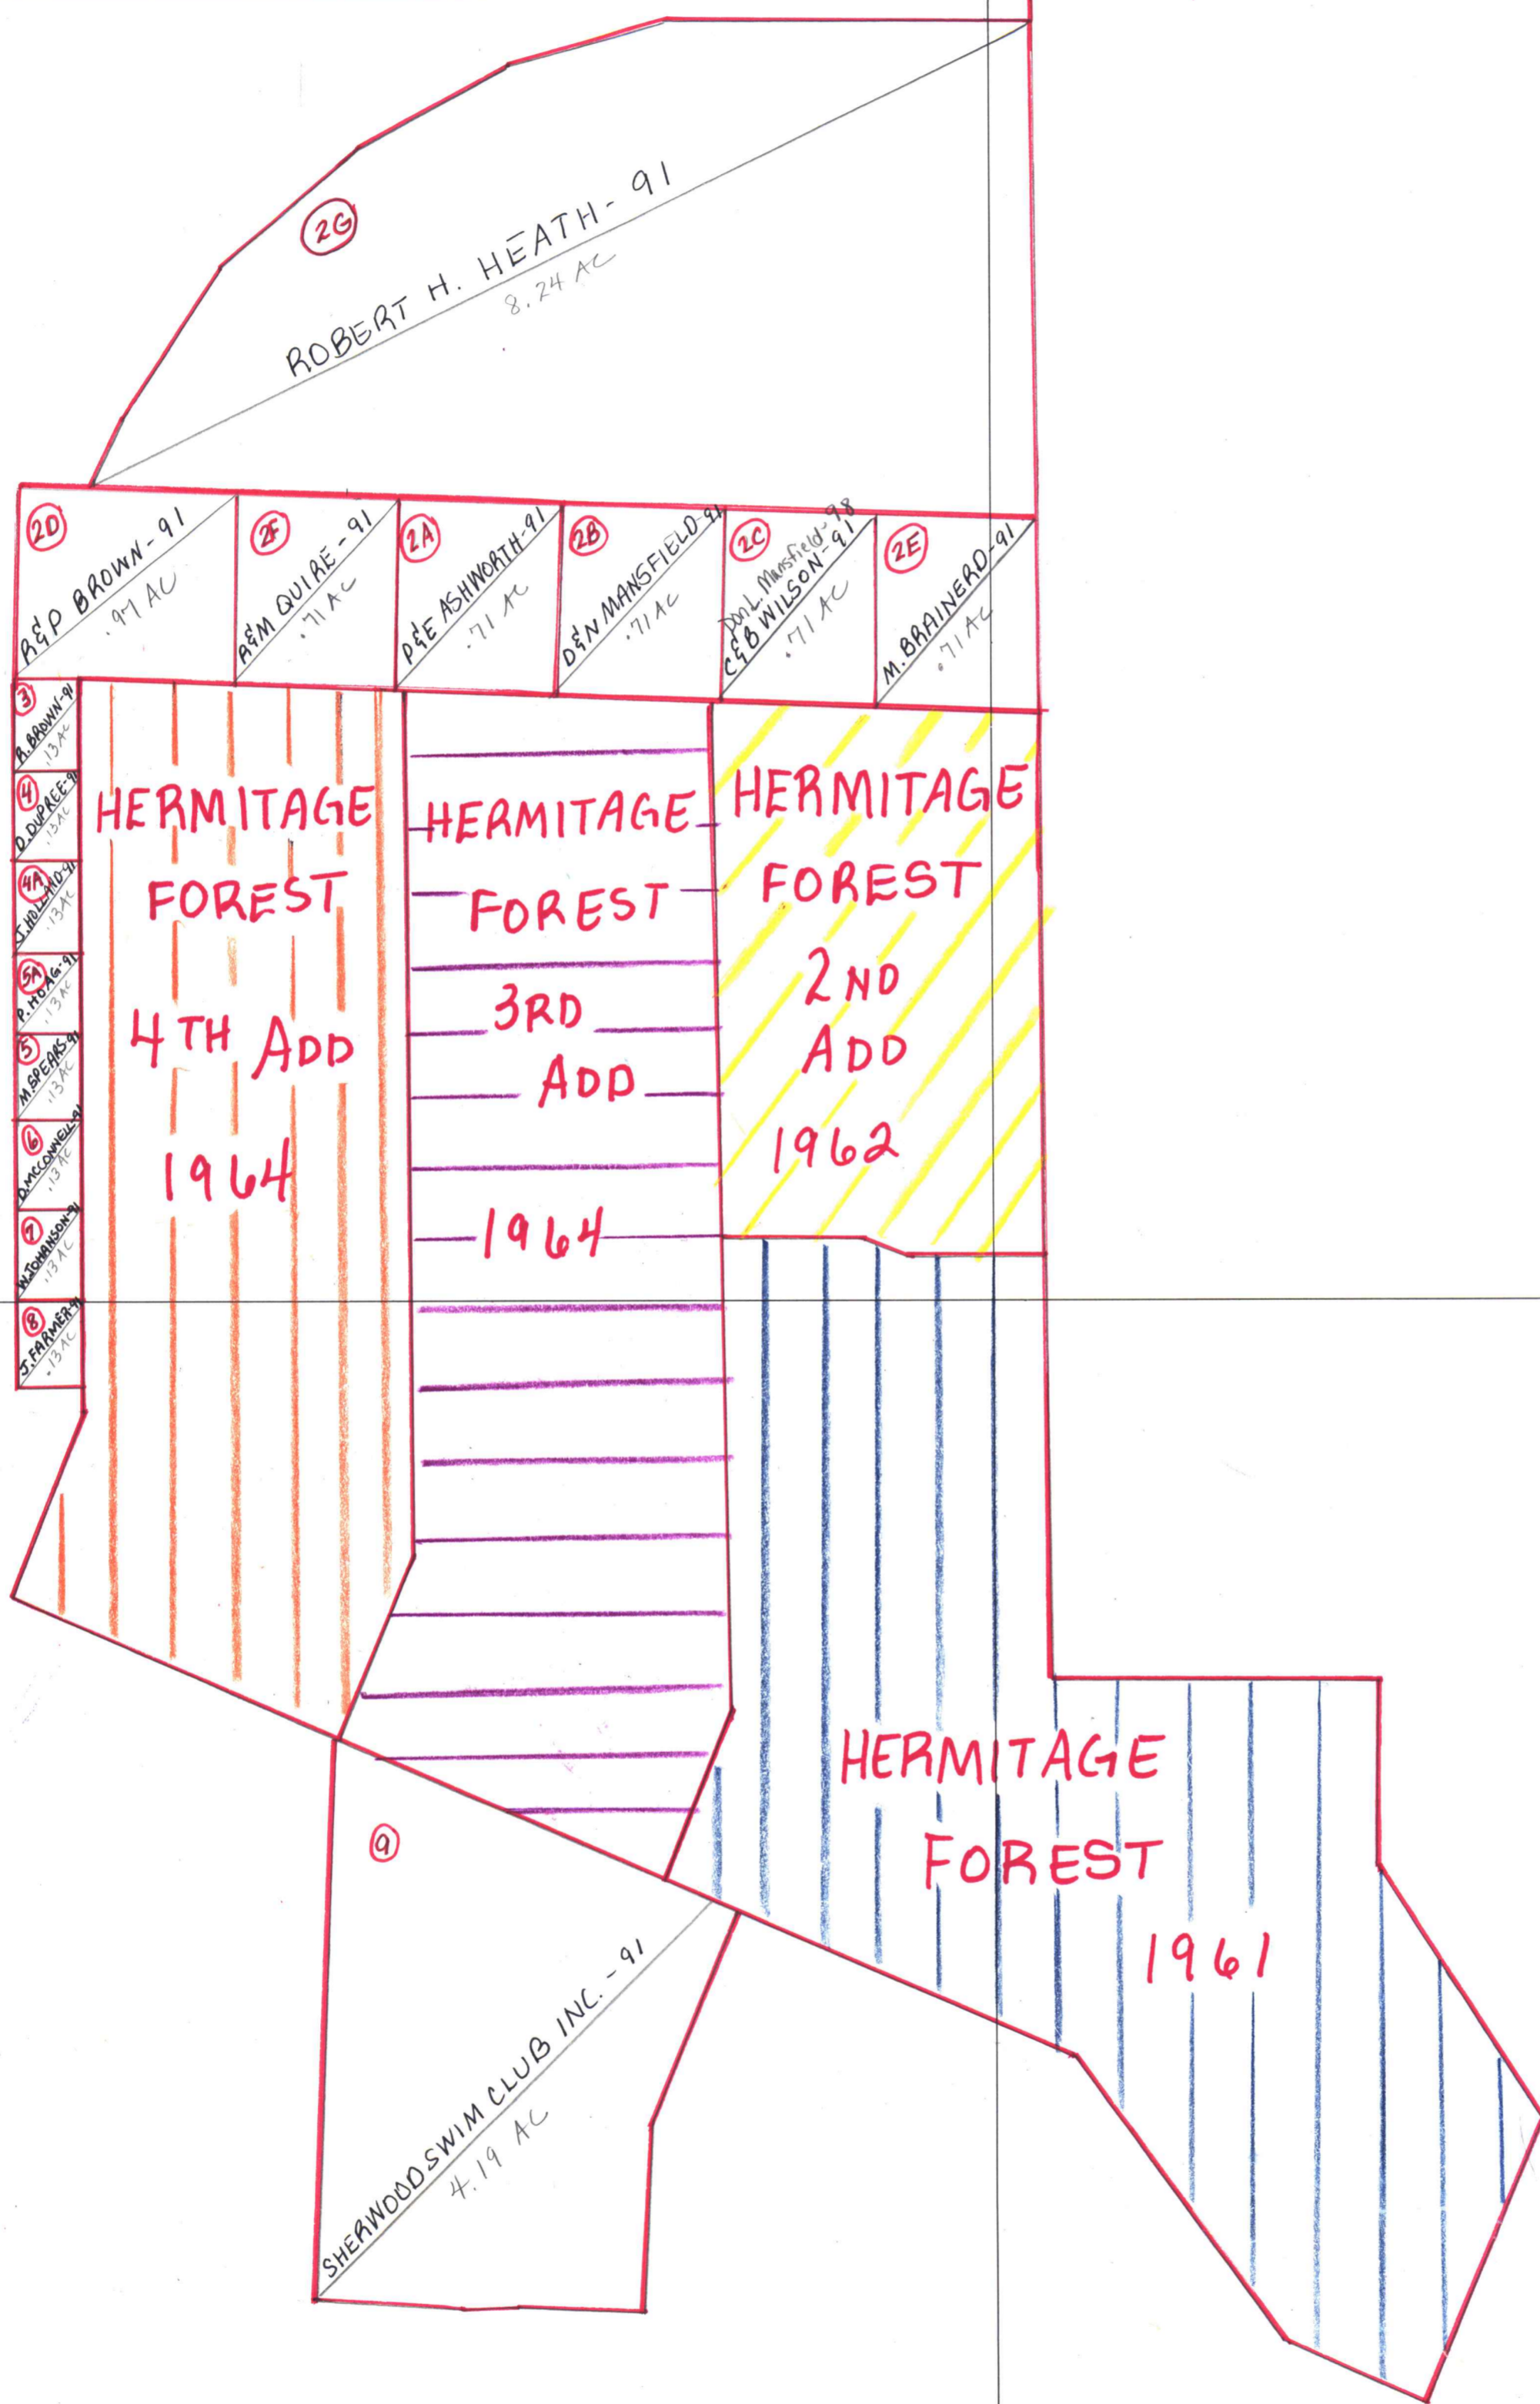 2G
ROBERT H. HEATH - 91
8.24 AC
2D
R&P BROWN - 91
.97 AC
2F
R&M QUIRE - 91
.71 AC
2A
P&E ASHWORTH-91
.71 AC
2B
D&N MANSFIELD-91
.71 AC
2C
Don L. Mansfield-98
C&B WILSON-91
.71 AC
2E
M. BRAINERD-91
.71 AC
3
R. BROWN-91
.13 AC
4
D. DUPREE-91
.13 AC
4A
J. HOLLAND-91
.13 AC
5A
P. HOAG-91
.13 AC
5
M. SPEARS-91
.13 AC
6
D. MCCONNELL-91
.13 AC
7
W. JOHANSON-91
.13 AC
8
J. FARMER-91
.13 AC
HERMITAGE
FOREST
4TH ADD
1964
HERMITAGE
FOREST
3RD
ADD
1964
HERMITAGE
FOREST
2ND
ADD
1962
HERMITAGE
FOREST
1961
9
SHERWOOD SWIM CLUB INC. - 91
4.19 AC